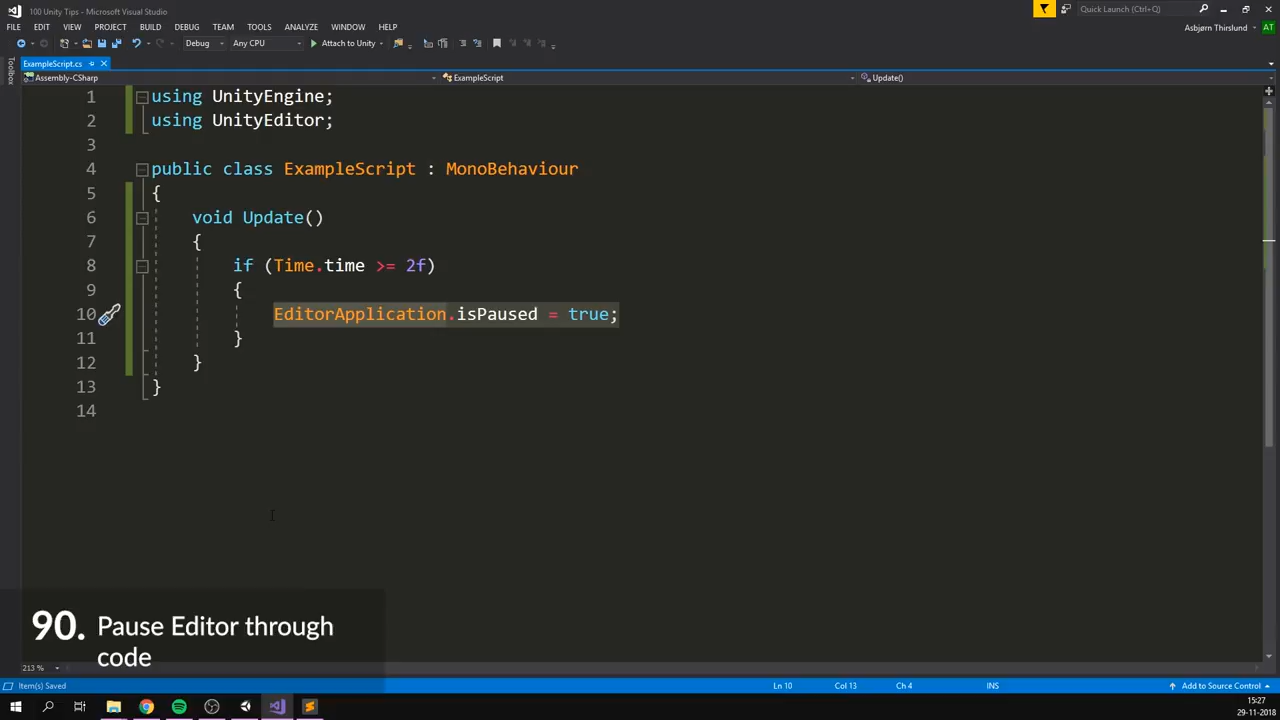 100 Unity Tips - Microsoft Visual Studio
Quick Launch (Ctrl+Q)
FILE EDIT VIEW PROJECT BUILD DEBUG TEAM TOOLS ANALYZE WINDOW HELP
Asbjørn Thirslund AT
Debug Any CPU Attach to Unity
Toolbox
ExampleScript.cs
Assembly-CSharp ExampleScript Update()
1 using UnityEngine;
2 using UnityEditor;
3
4 public class ExampleScript : MonoBehaviour
5 {
6 void Update()
7 {
8 if (Time.time >= 2f)
9 {
10 EditorApplication.isPaused = true;
11 }
12 }
13 }
14
90. Pause Editor through
code
213 %
Item(s) Saved Ln 10 Col 13 Ch 4 INS Add to Source Control
15:27
29-11-2018